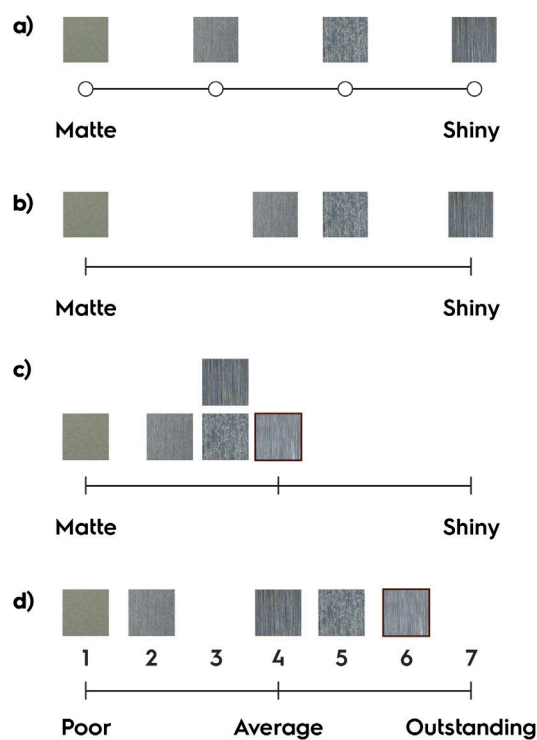 a)
Matte Shiny
b)
Matte Shiny
c)
Matte Shiny
d)
1 2 3 4 5 6 7
Poor Average Outstanding